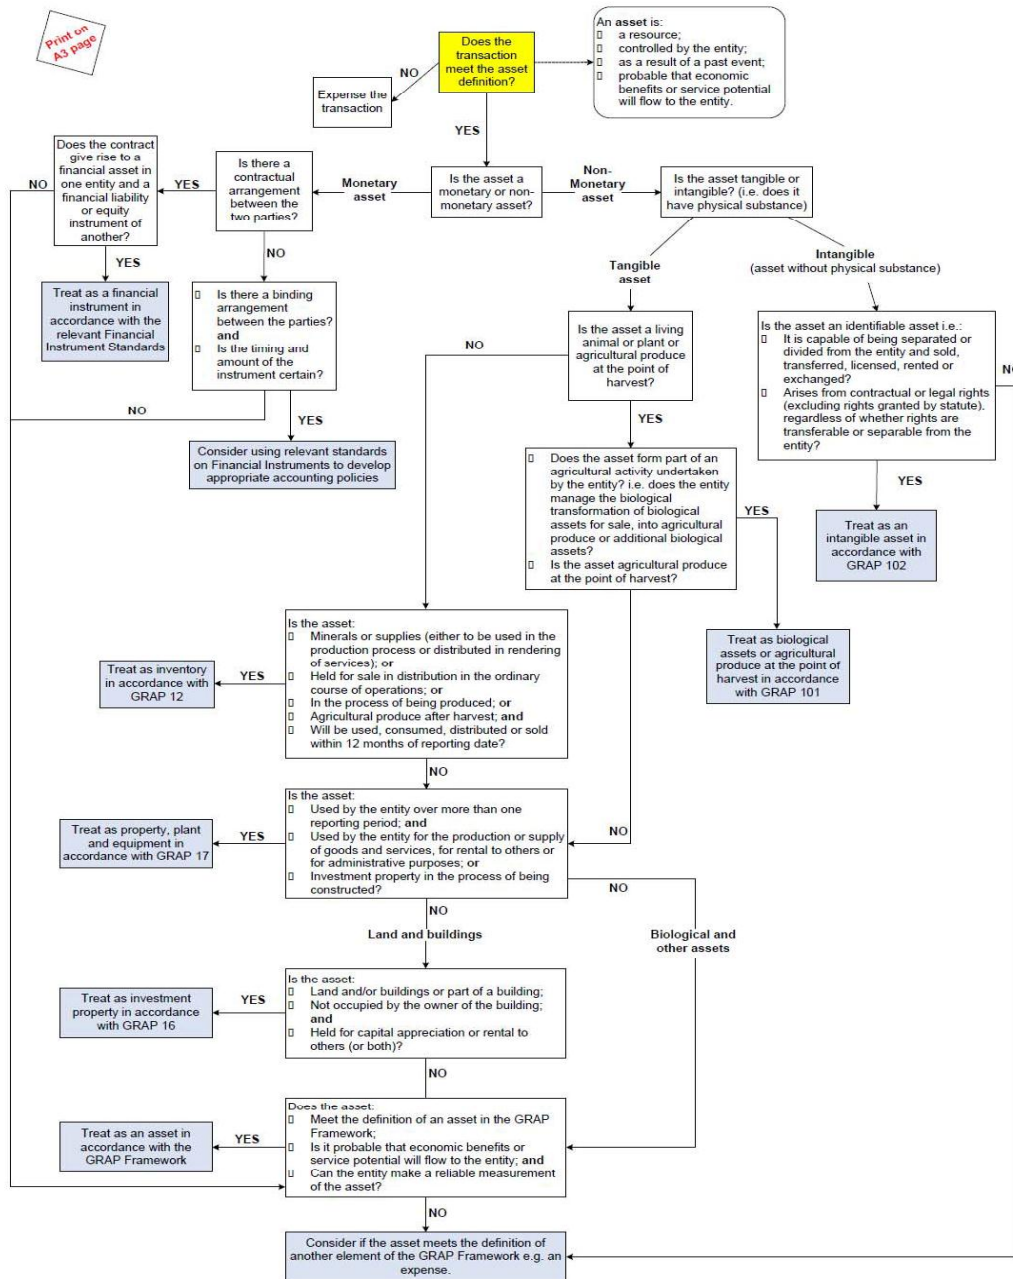 Print on
A3 page
Does the
transaction
meet the asset
definition?
An asset is:
a resource;
controlled by the entity;
as a result of a past event;
probable that economic
benefits or service potential
will flow to the entity.
NO
Expense the
transaction
YES
Does the contract
give rise to a
financial asset in
one entity and a
financial liability
or equity
instrument of
another?
NO
YES
Is there a
contractual
arrangement
between the
two parties?
Monetary
asset
Is the asset a
monetary or non-
monetary asset?
Non-
Monetary
asset
Is the asset tangible or
intangible? (i.e. does it
have physical substance)
YES
NO
Tangible
asset
Intangible
(asset without physical substance)
Treat as a financial
instrument in
accordance with the
relevant Financial
Instrument Standards
Is there a binding
arrangement
between the parties?
and
Is the timing and
amount of the
instrument certain?
NO
Is the asset a living
animal or plant or
agricultural produce
at the point of
harvest?
Is the asset an identifiable asset i.e.:
It is capable of being separated or
divided from the entity and sold,
transferred, licensed, rented or
exchanged?
Arises from contractual or legal rights
(excluding rights granted by statute),
regardless of whether rights are
transferable or separable from the
entity?
NO
YES
YES
Consider using relevant standards
on Financial Instruments to develop
appropriate accounting policies
Does the asset form part of an
agricultural activity undertaken
by the entity? i.e. does the entity
manage the biological
transformation of biological
assets for sale, into agricultural
produce or additional biological
assets?
Is the asset agricultural produce
at the point of harvest?
YES
YES
Treat as an
intangible asset in
accordance with
GRAP 102
Treat as inventory
in accordance with
GRAP 12
YES
Is the asset:
Minerals or supplies (either to be used in the
production process or distributed in rendering
of services); or
Held for sale in distribution in the ordinary
course of operations; or
In the process of being produced; or
Agricultural produce after harvest; and
Will be used, consumed, distributed or sold
within 12 months of reporting date?
Treat as biological
assets or agricultural
produce at the point of
harvest in accordance
with GRAP 101
NO
Treat as property, plant
and equipment in
accordance with GRAP 17
YES
Is the asset:
Used by the entity over more than one
reporting period; and
Used by the entity for the production or supply
of goods and services, for rental to others or
for administrative purposes; or
Investment property in the process of being
constructed?
NO
NO
NO
Land and buildings
Biological and
other assets
Treat as investment
property in accordance
with GRAP 16
YES
Is the asset:
Land and/or buildings or part of a building;
Not occupied by the owner of the building;
and
Held for capital appreciation or rental to
others (or both)?
NO
Treat as an asset in
accordance with the
GRAP Framework
YES
Does the asset:
Meet the definition of an asset in the GRAP
Framework;
Is it probable that economic benefits or
service potential will flow to the entity; and
Can the entity make a reliable measurement
of the asset?
NO
Consider if the asset meets the definition of
another element of the GRAP Framework e.g. an
expense.